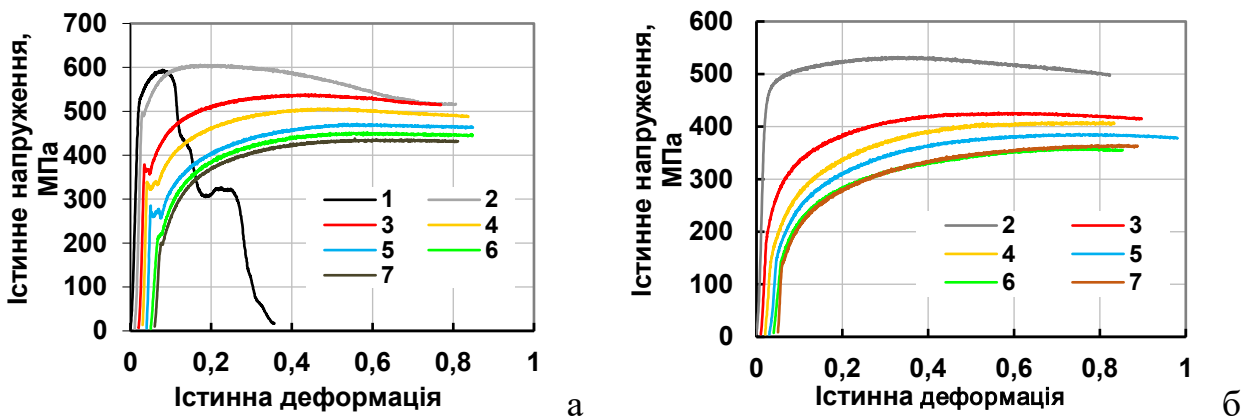 Істинне напруження,
МПа
700
600
500
400
300
200
100
0
1 2
3 4
5 6
7
0 0,2 0,4 0,6 0,8 1
Істинна деформація
а
Істинне напруження,
МПа
600
500
400
300
200
100
0
2 3
4 5
6 7
0 0,2 0,4 0,6 0,8 1
Істинна деформація
б